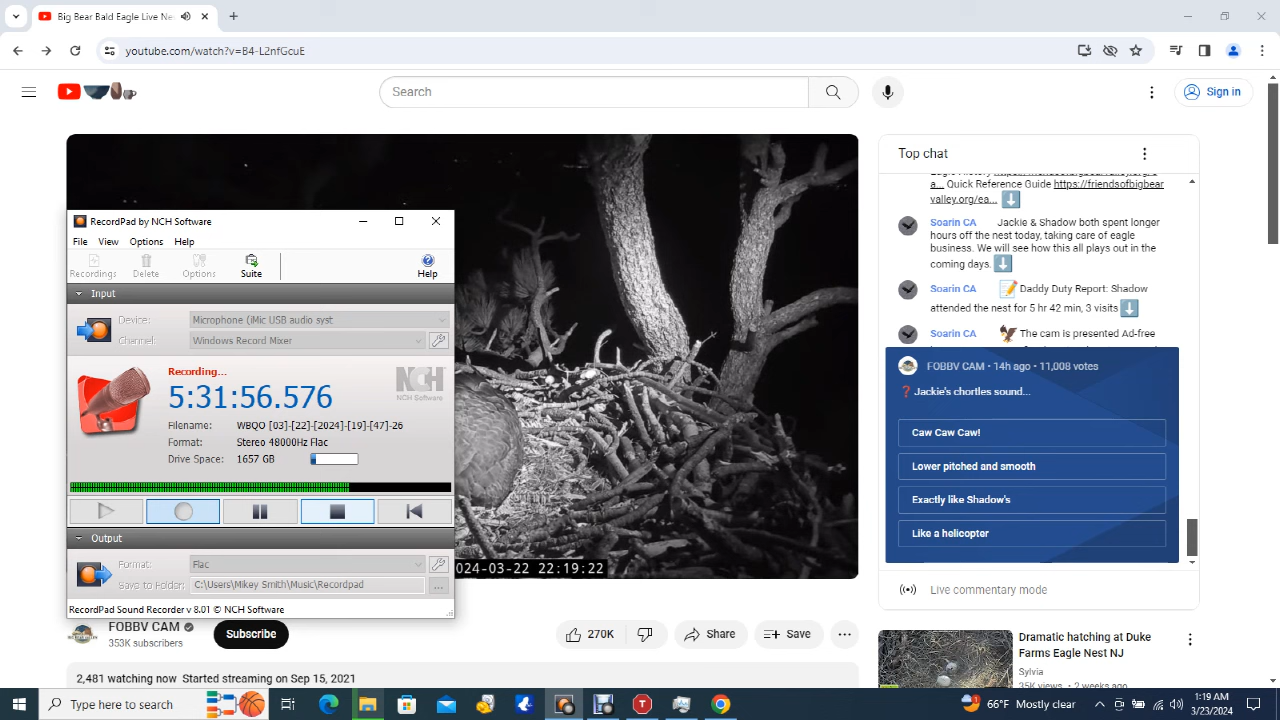 Big Bear Bald Eagle Live Ne
youtube.com/watch?v=B4-L2nfGcuE
Search
Sign in
RecordPad by NCH Software
File View Options Help
Recordings Delete Options Suite Help
Input
Device: Microphone (iMic USB audio syst
Channel: Windows Record Mixer
Recording...
5:31:56.576
NCH
NCH Software
Filename: WBQO [03]-[22]-[2024]-[19]-[47]-26
Format: Stereo 48000Hz Flac
Drive Space: 1657 GB
Output
Format: Flac
Save to Folder: C:\Users\Mikey Smith\Music\Recordpad
...
RecordPad Sound Recorder v 8.01 © NCH Software
024-03-22 22:19:22
Top chat
a... Quick Reference Guide https://friendsofbigbear
valley.org/ea...
Soarin CA Jackie & Shadow both spent longer
hours off the nest today, taking care of eagle
business. We will see how this all plays out in the
coming days.
Soarin CA Daddy Duty Report: Shadow
attended the nest for 5 hr 42 min, 3 visits
Soarin CA The cam is presented Ad-free
FOBBV CAM • 14h ago • 11,008 votes
❓Jackie's chortles sound...
Caw Caw Caw!
Lower pitched and smooth
Exactly like Shadow's
Like a helicopter
Live commentary mode
FOBBV CAM
353K subscribers
Subscribe
270K
Share
Save
2,481 watching now Started streaming on Sep 15, 2021
Dramatic hatching at Duke
Farms Eagle Nest NJ
Sylvia
35K views • 2 weeks ago
Type here to search
66°F Mostly clear
1:19 AM
3/23/2024